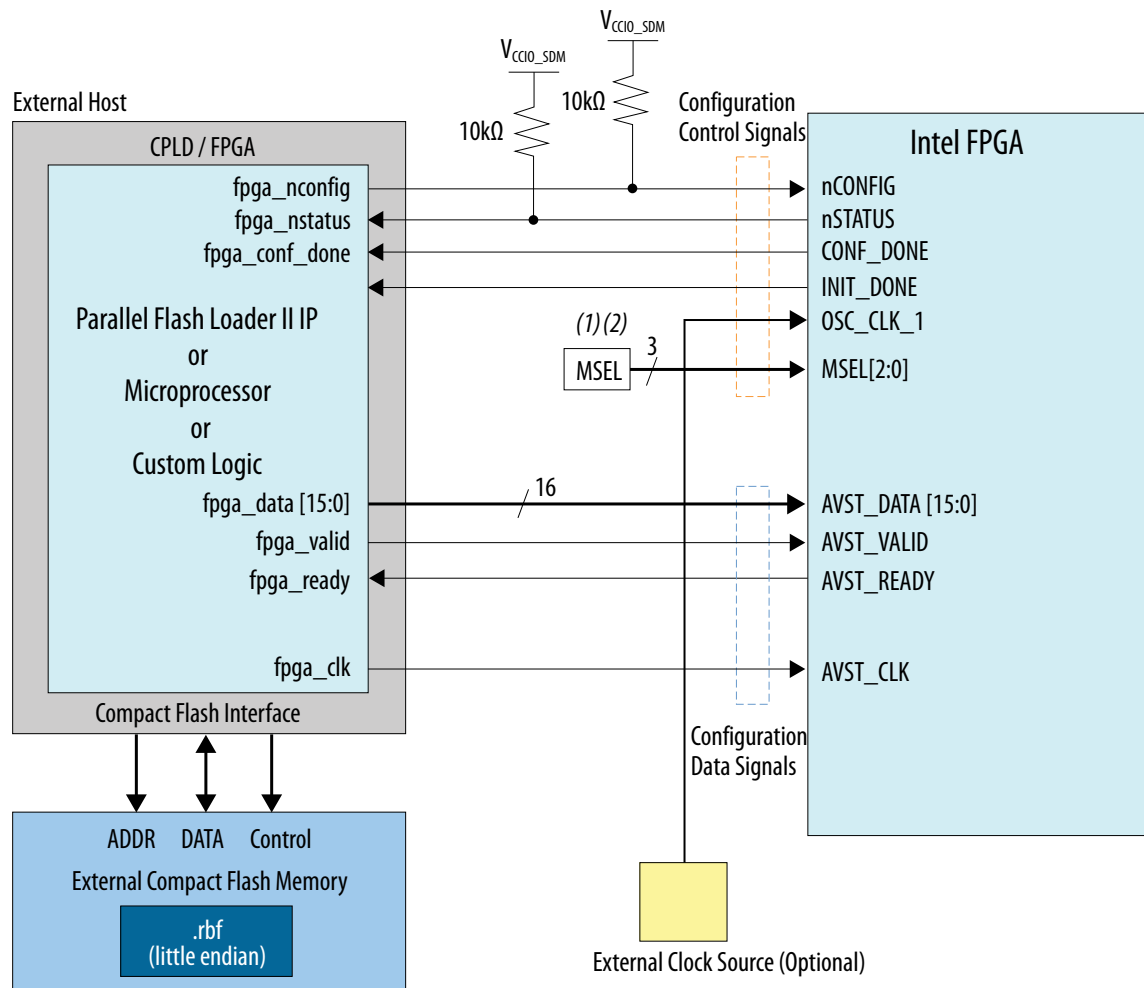 V_CCIO_SDM
V_CCIO_SDM
External Host
10kΩ
10kΩ
Configuration
Control Signals
CPLD / FPGA
Intel FPGA
fpga_nconfig
nCONFIG
fpga_nstatus
nSTATUS
fpga_conf_done
CONF_DONE
INIT_DONE
OSC_CLK_1
Parallel Flash Loader II IP
or
Microprocessor
or
Custom Logic
(1) (2)
MSEL
3
MSEL[2:0]
fpga_data [15:0]
16
AVST_DATA [15:0]
fpga_valid
AVST_VALID
fpga_ready
AVST_READY
fpga_clk
AVST_CLK
Compact Flash Interface
Configuration
Data Signals
ADDR DATA Control
External Compact Flash Memory
.rbf
(little endian)
External Clock Source (Optional)